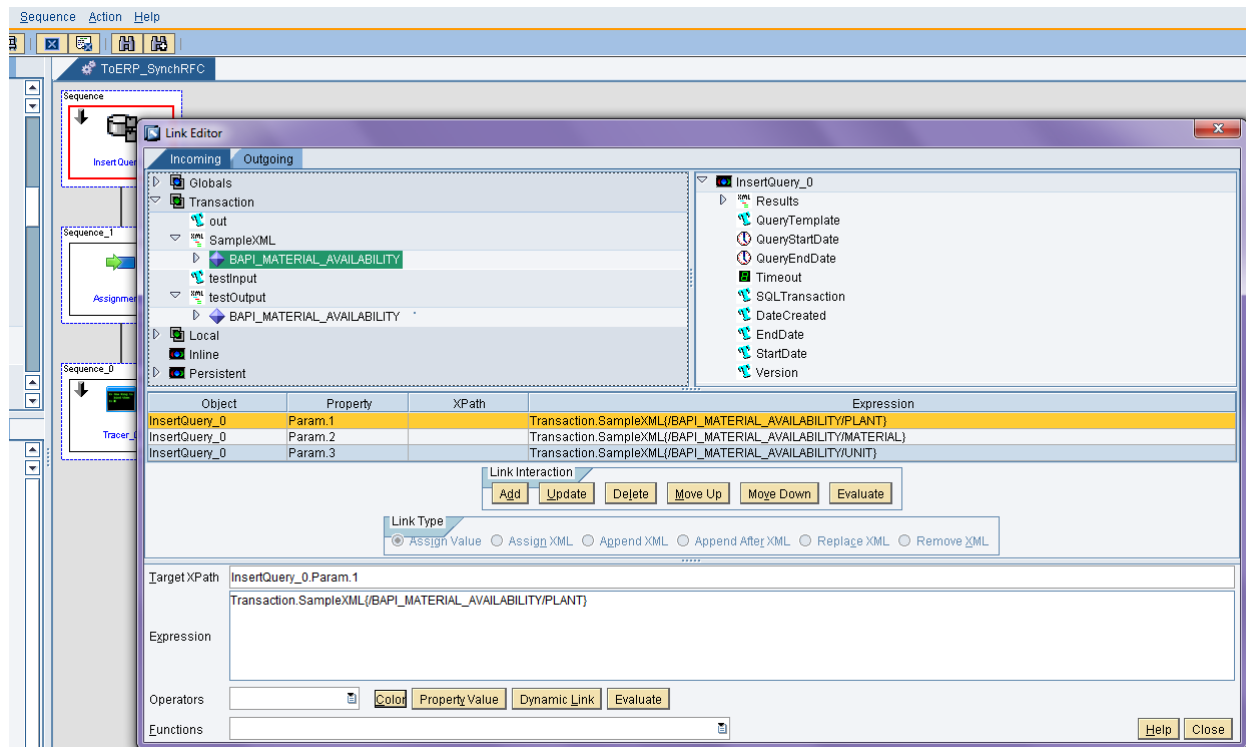 Sequence Action Help
ToERP_SynchRFC
Sequence
Link Editor
Incoming Outgoing
Globals
Transaction
out
SampleXML
BAPI_MATERIAL_AVAILABILITY
testInput
testOutput
BAPI_MATERIAL_AVAILABILITY
Local
Inline
Persistent
InsertQuery_0
Results
QueryTemplate
QueryStartDate
QueryEndDate
Timeout
SQLTransaction
DateCreated
EndDate
StartDate
Version
Insert Quer
Sequence_1
Assignmer
Sequence_0
Tracer_0
Object Property XPath Expression
InsertQuery_0 Param.1 Transaction.SampleXML{/BAPI_MATERIAL_AVAILABILITY/PLANT}
InsertQuery_0 Param.2 Transaction.SampleXML{/BAPI_MATERIAL_AVAILABILITY/MATERIAL}
InsertQuery_0 Param.3 Transaction.SampleXML{/BAPI_MATERIAL_AVAILABILITY/UNIT}
Link Interaction
Add Update Delete Move Up Move Down Evaluate
Link Type
Assign Value Assign XML Append XML Append After XML Replace XML Remove XML
Target XPath InsertQuery_0.Param.1
Transaction.SampleXML{/BAPI_MATERIAL_AVAILABILITY/PLANT}
Expression
Operators Color Property Value Dynamic Link Evaluate
Functions Help Close